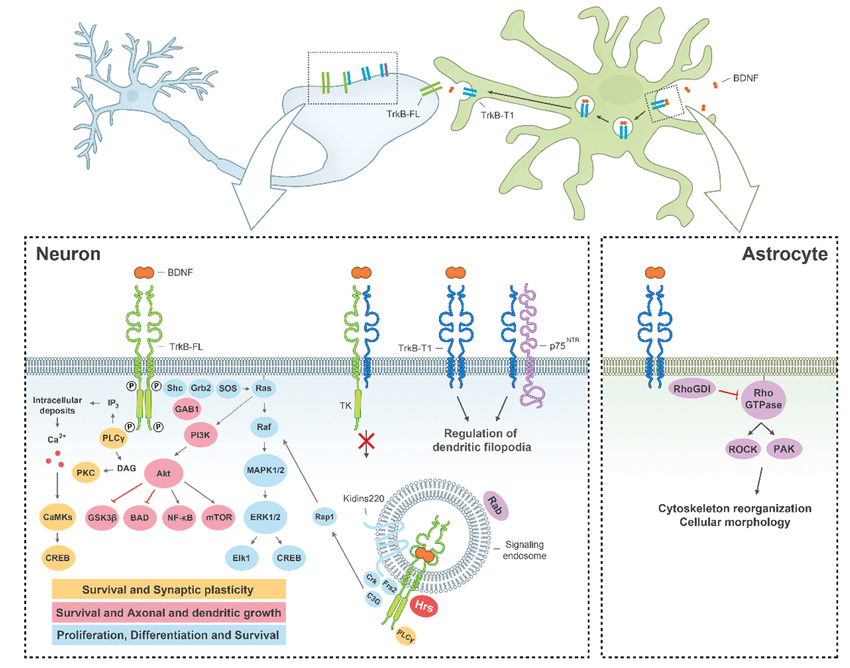 BDNF
TrkB-FL
TrkB-T1
Neuron
Astrocyte
BDNF
TrkB-FL
TrkB-T1
p75NTR
P
P
P
P
Shc
Grb2
SOS
Ras
RhoGDI
Rho
GTPase
Intracellular
deposits
IP3
GAB1
TK
PI3K
Raf
Regulation of
dendritic filopodia
Ca2+
PLCγ
ROCK
PAK
PKC
DAG
Akt
MAPK1/2
Kidins220
Rab
Cytoskeleton reorganization
Cellular morphology
CaMKs
GSK3β
BAD
NF-κB
mTOR
ERK1/2
Rap1
Signaling
endosome
CREB
Elk1
CREB
Crk
Frs2
C3G
Hrs
PLCγ
Survival and Synaptic plasticity
Survival and Axonal and dendritic growth
Proliferation, Differentiation and Survival